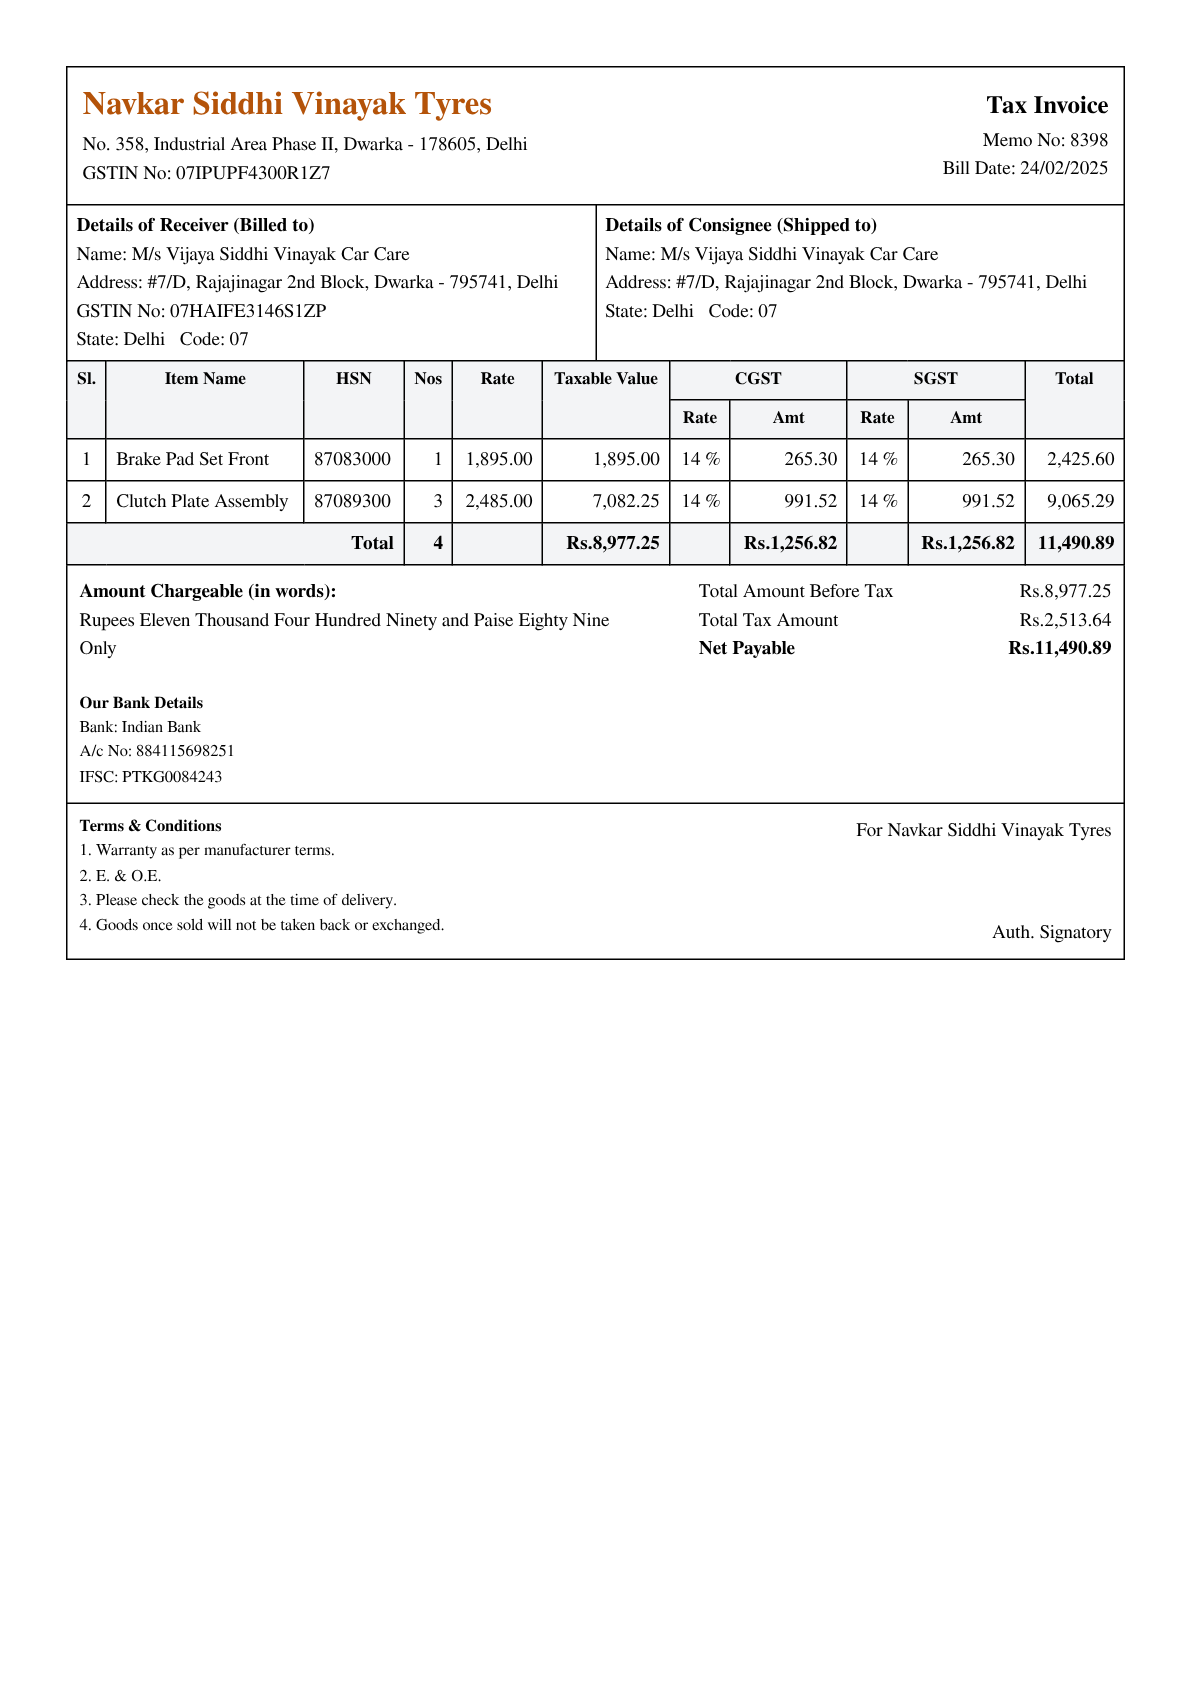 Navkar Siddhi Vinayak Tyres
No. 358, Industrial Area Phase II, Dwarka - 178605, Delhi
GSTIN No: 07IPUPF4300R1Z7
Tax Invoice
Memo No: 8398
Bill Date: 24/02/2025
Details of Receiver (Billed to)
Name: M/s Vijaya Siddhi Vinayak Car Care
Address: #7/D, Rajajinagar 2nd Block, Dwarka - 795741, Delhi
GSTIN No: 07HAIFE3146S1ZP
State: Delhi Code: 07
Details of Consignee (Shipped to)
Name: M/s Vijaya Siddhi Vinayak Car Care
Address: #7/D, Rajajinagar 2nd Block, Dwarka - 795741, Delhi
State: Delhi Code: 07
Sl. Item Name HSN Nos Rate Taxable Value CGST SGST Total
Rate Amt Rate Amt
1 Brake Pad Set Front 87083000 1 1,895.00 1,895.00 14 % 265.30 14 % 265.30 2,425.60
2 Clutch Plate Assembly 87089300 3 2,485.00 7,082.25 14 % 991.52 14 % 991.52 9,065.29
Total 4 Rs.8,977.25 Rs.1,256.82 Rs.1,256.82 11,490.89
Amount Chargeable (in words):
Rupees Eleven Thousand Four Hundred Ninety and Paise Eighty Nine
Only
Total Amount Before Tax Rs.8,977.25
Total Tax Amount Rs.2,513.64
Net Payable Rs.11,490.89
Our Bank Details
Bank: Indian Bank
A/c No: 884115698251
IFSC: PTKG0084243
Terms & Conditions
1. Warranty as per manufacturer terms.
2. E. & O.E.
3. Please check the goods at the time of delivery.
4. Goods once sold will not be taken back or exchanged.
For Navkar Siddhi Vinayak Tyres
Auth. Signatory